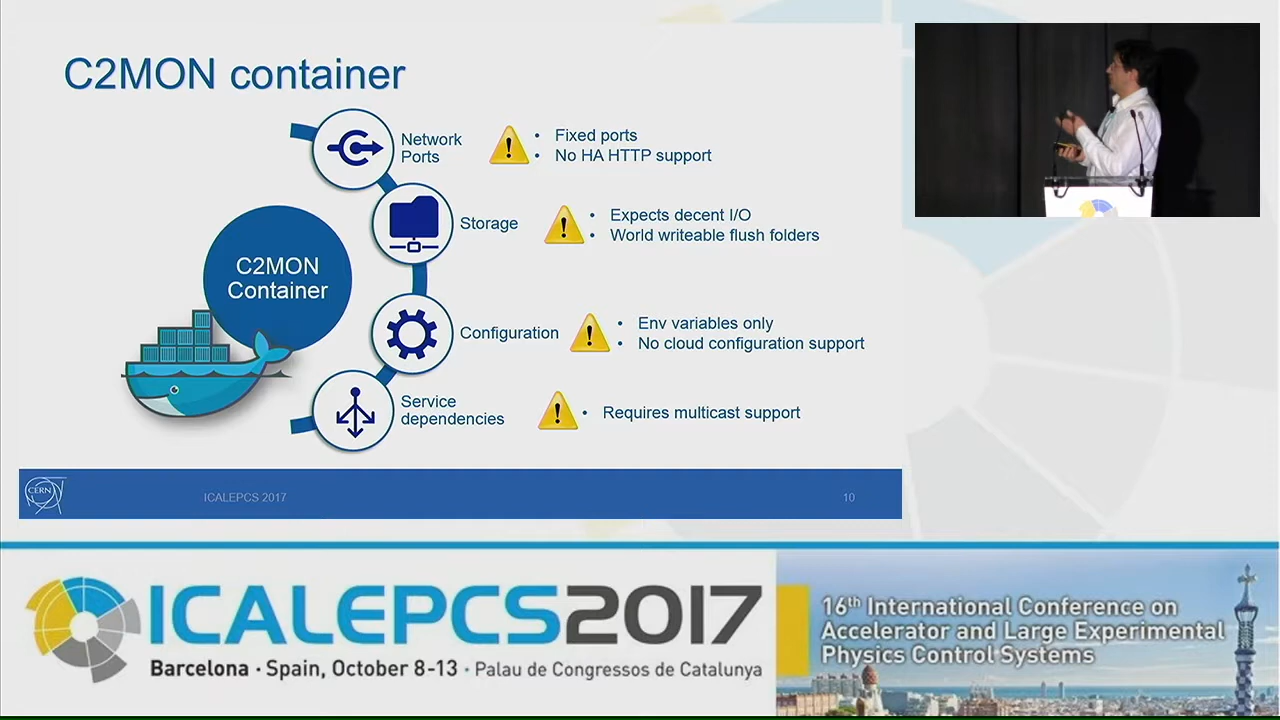 C2MON container
Network
Ports
• Fixed ports
• No HA HTTP support
Storage
• Expects decent I/O
• World writeable flush folders
C2MON
Container
Configuration
• Env variables only
• No cloud configuration support
Service
dependencies
• Requires multicast support
CERN
ICALEPCS 2017
10
ICALEPCS2017
Barcelona · Spain, October 8-13 · Palau de Congressos de Catalunya
16th International Conference on
Accelerator and Large Experimental
Physics Control Systems